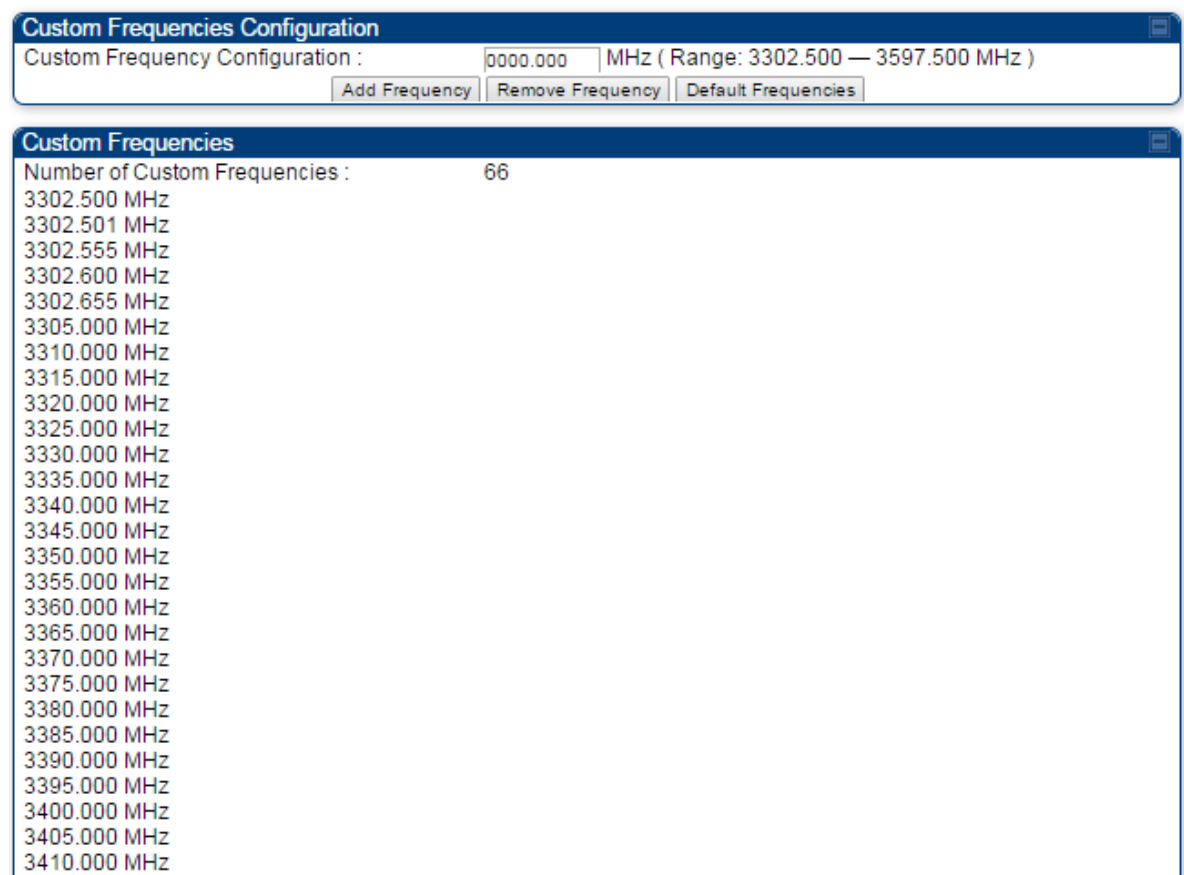 Custom Frequencies Configuration
Custom Frequency Configuration : 0000.000 MHz ( Range: 3302.500 — 3597.500 MHz )
Add Frequency Remove Frequency Default Frequencies
Custom Frequencies
Number of Custom Frequencies : 66
3302.500 MHz
3302.501 MHz
3302.555 MHz
3302.600 MHz
3302.655 MHz
3305.000 MHz
3310.000 MHz
3315.000 MHz
3320.000 MHz
3325.000 MHz
3330.000 MHz
3335.000 MHz
3340.000 MHz
3345.000 MHz
3350.000 MHz
3355.000 MHz
3360.000 MHz
3365.000 MHz
3370.000 MHz
3375.000 MHz
3380.000 MHz
3385.000 MHz
3390.000 MHz
3395.000 MHz
3400.000 MHz
3405.000 MHz
3410.000 MHz